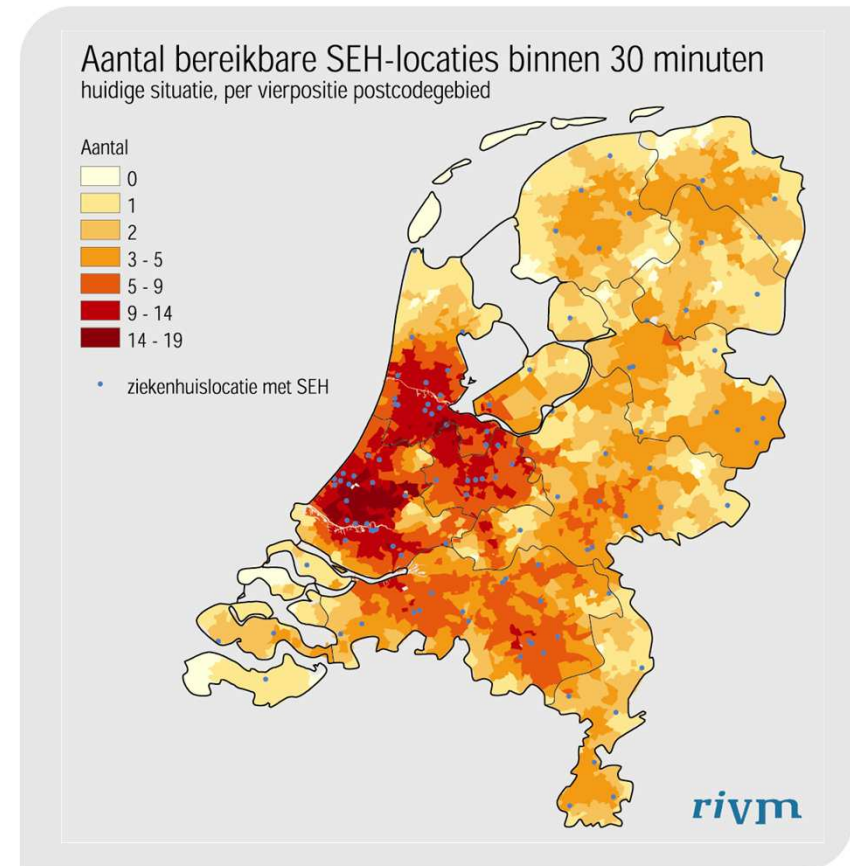 Aantal bereikbare SEH-locaties binnen 30 minuten
huidige situatie, per vierpositie postcodegebied
Aantal
0
1
2
3 - 5
5 - 9
9 - 14
14 - 19
ziekenhuislocatie met SEH
rivm